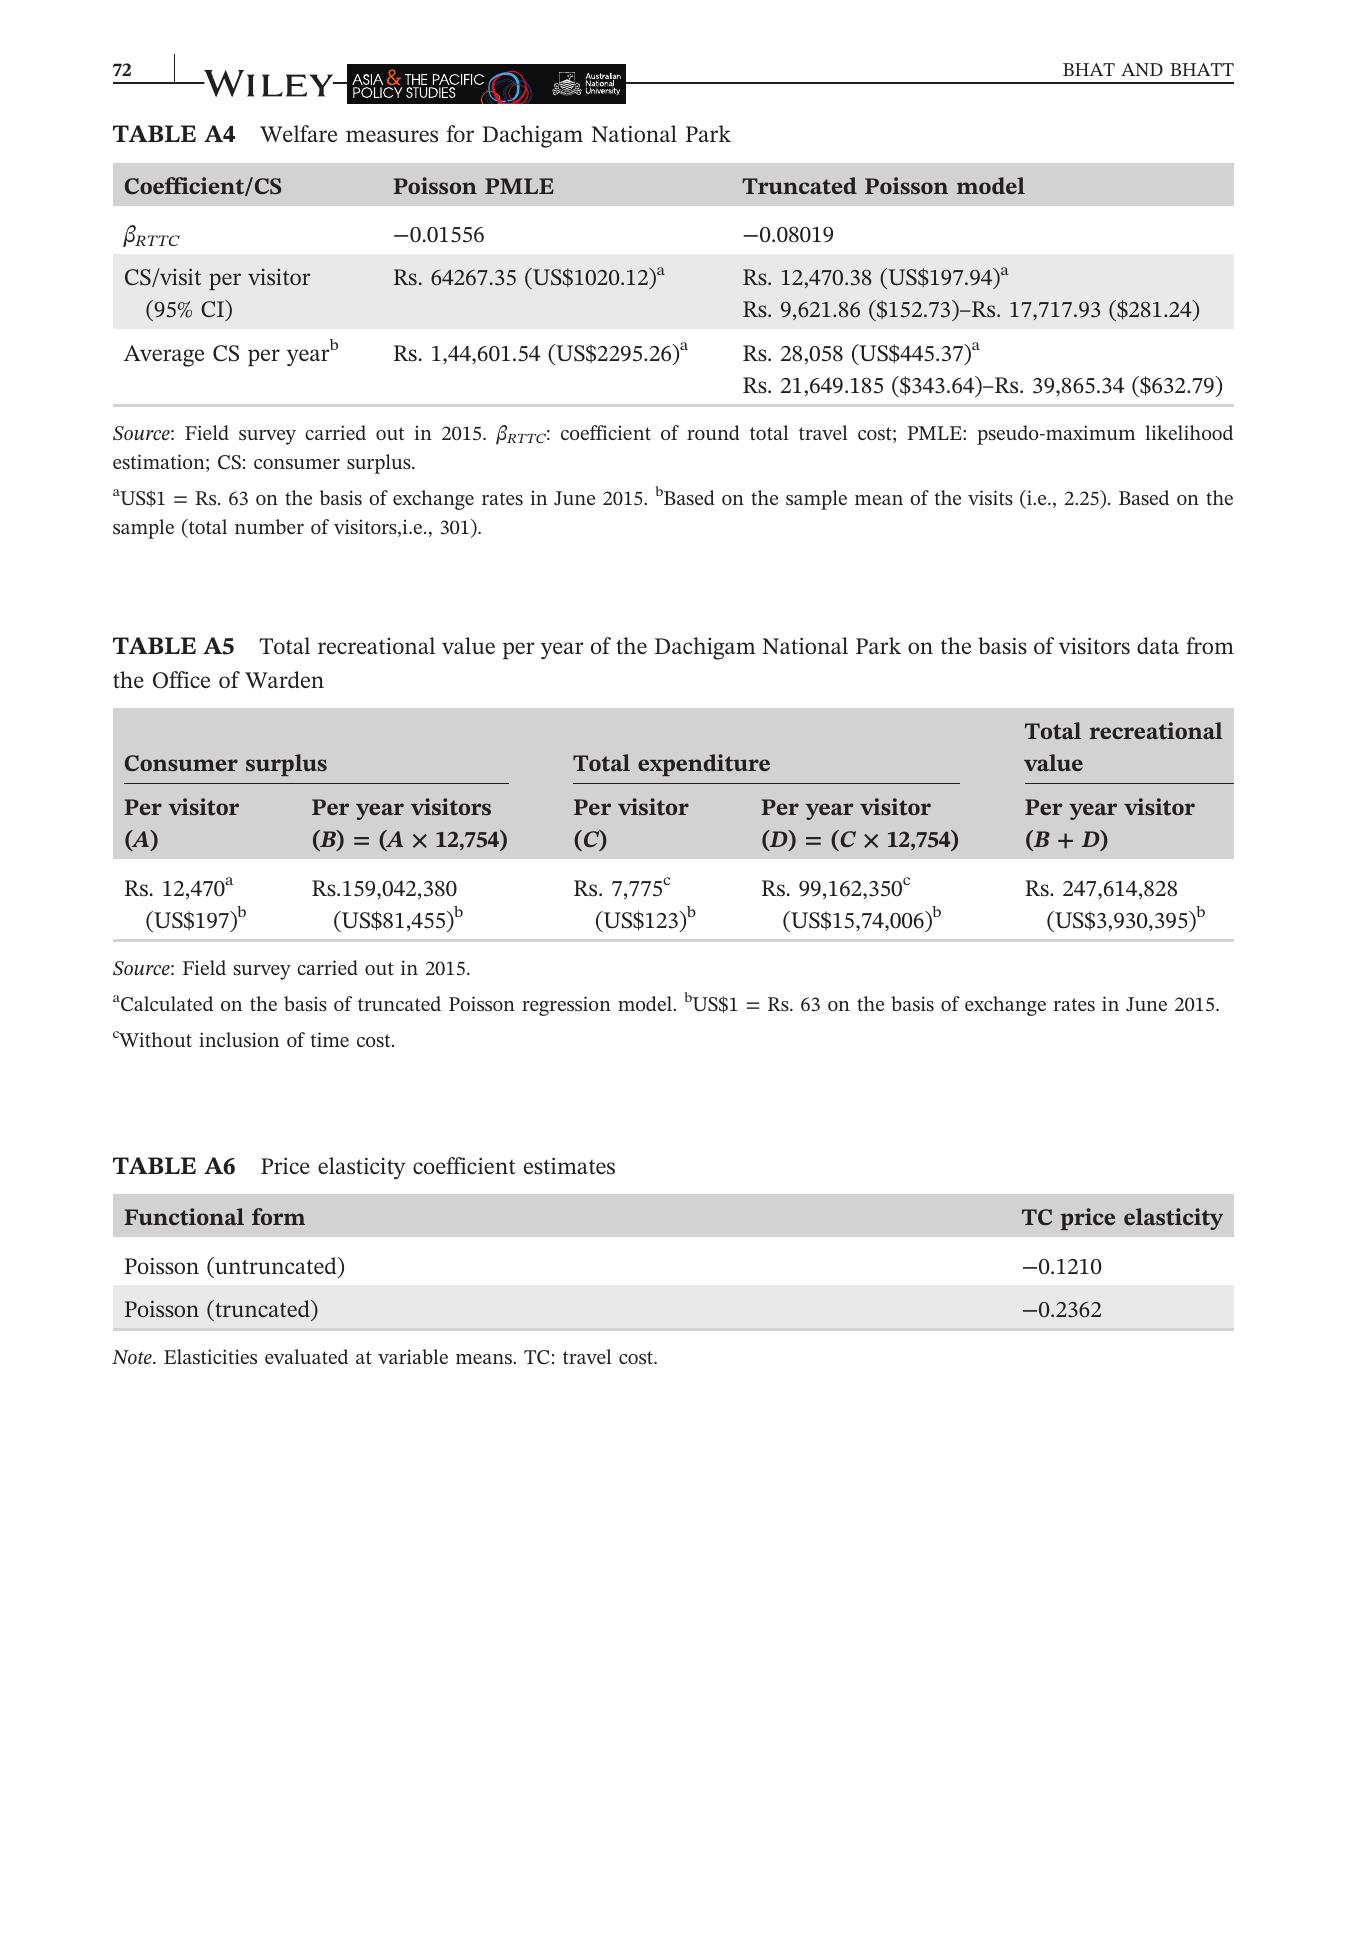 72
WILEY
ASIA & THE PACIFIC
POLICY STUDIES
Australian
National
University
BHAT AND BHATT
TABLE A4 Welfare measures for Dachigam National Park
Coefficient/CS Poisson PMLE Truncated Poisson model
βRTTC −0.01556 −0.08019
CS/visit per visitor Rs. 64267.35 (US$1020.12)a Rs. 12,470.38 (US$197.94)a
(95% CI) Rs. 9,621.86 ($152.73)–Rs. 17,717.93 ($281.24)
Average CS per yearb Rs. 1,44,601.54 (US$2295.26)a Rs. 28,058 (US$445.37)a
Rs. 21,649.185 ($343.64)–Rs. 39,865.34 ($632.79)
Source: Field survey carried out in 2015. βRTTC: coefficient of round total travel cost; PMLE: pseudo-maximum likelihood
estimation; CS: consumer surplus.
aUS$1 = Rs. 63 on the basis of exchange rates in June 2015. bBased on the sample mean of the visits (i.e., 2.25). Based on the
sample (total number of visitors,i.e., 301).
TABLE A5 Total recreational value per year of the Dachigam National Park on the basis of visitors data from
the Office of Warden
Total recreational
Consumer surplus Total expenditure value
Per visitor Per year visitors Per visitor Per year visitor Per year visitor
(A) (B) = (A × 12,754) (C) (D) = (C × 12,754) (B + D)
Rs. 12,470a Rs.159,042,380 Rs. 7,775c Rs. 99,162,350c Rs. 247,614,828
(US$197)b (US$81,455)b (US$123)b (US$15,74,006)b (US$3,930,395)b
Source: Field survey carried out in 2015.
aCalculated on the basis of truncated Poisson regression model. bUS$1 = Rs. 63 on the basis of exchange rates in June 2015.
cWithout inclusion of time cost.
TABLE A6 Price elasticity coefficient estimates
Functional form TC price elasticity
Poisson (untruncated) −0.1210
Poisson (truncated) −0.2362
Note. Elasticities evaluated at variable means. TC: travel cost.